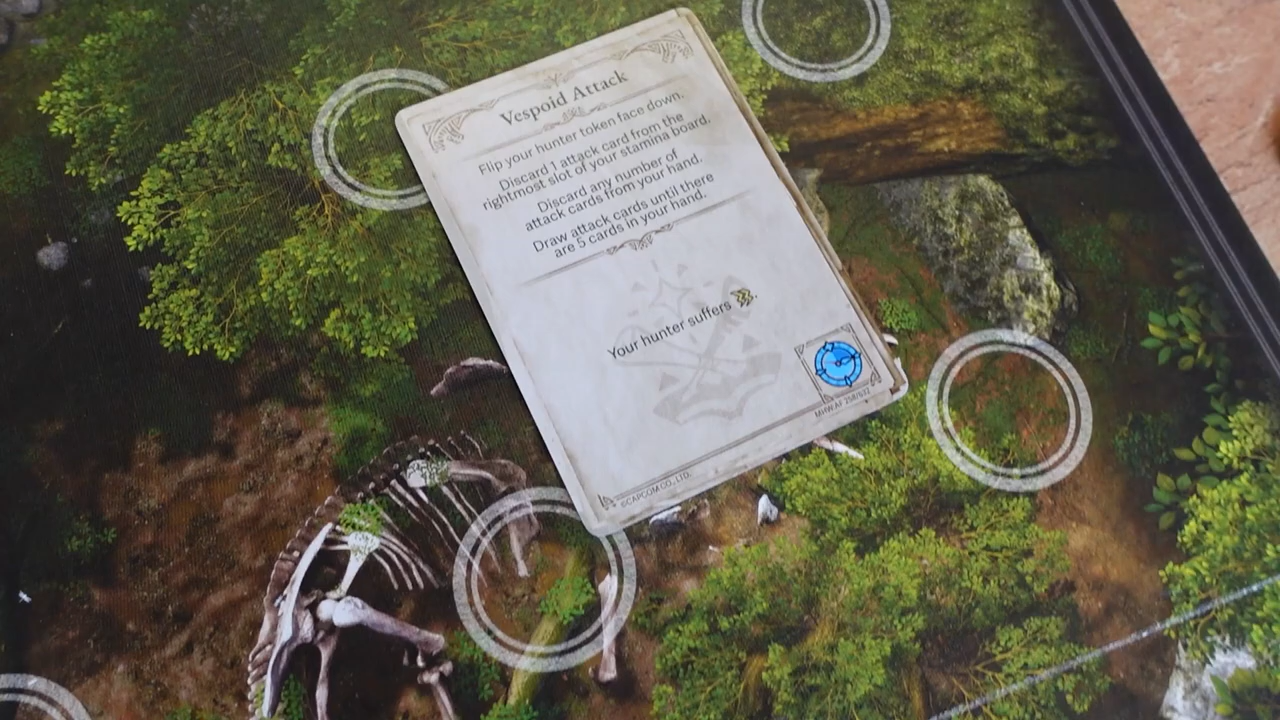 Vespoid Attack
Flip your hunter token face down.
Discard 1 attack card from the
rightmost slot of your stamina board.
Discard any number of
attack cards from your hand.
Draw attack cards until there
are 5 cards in your hand.
Your hunter suffers
©CAPCOM CO., LTD.